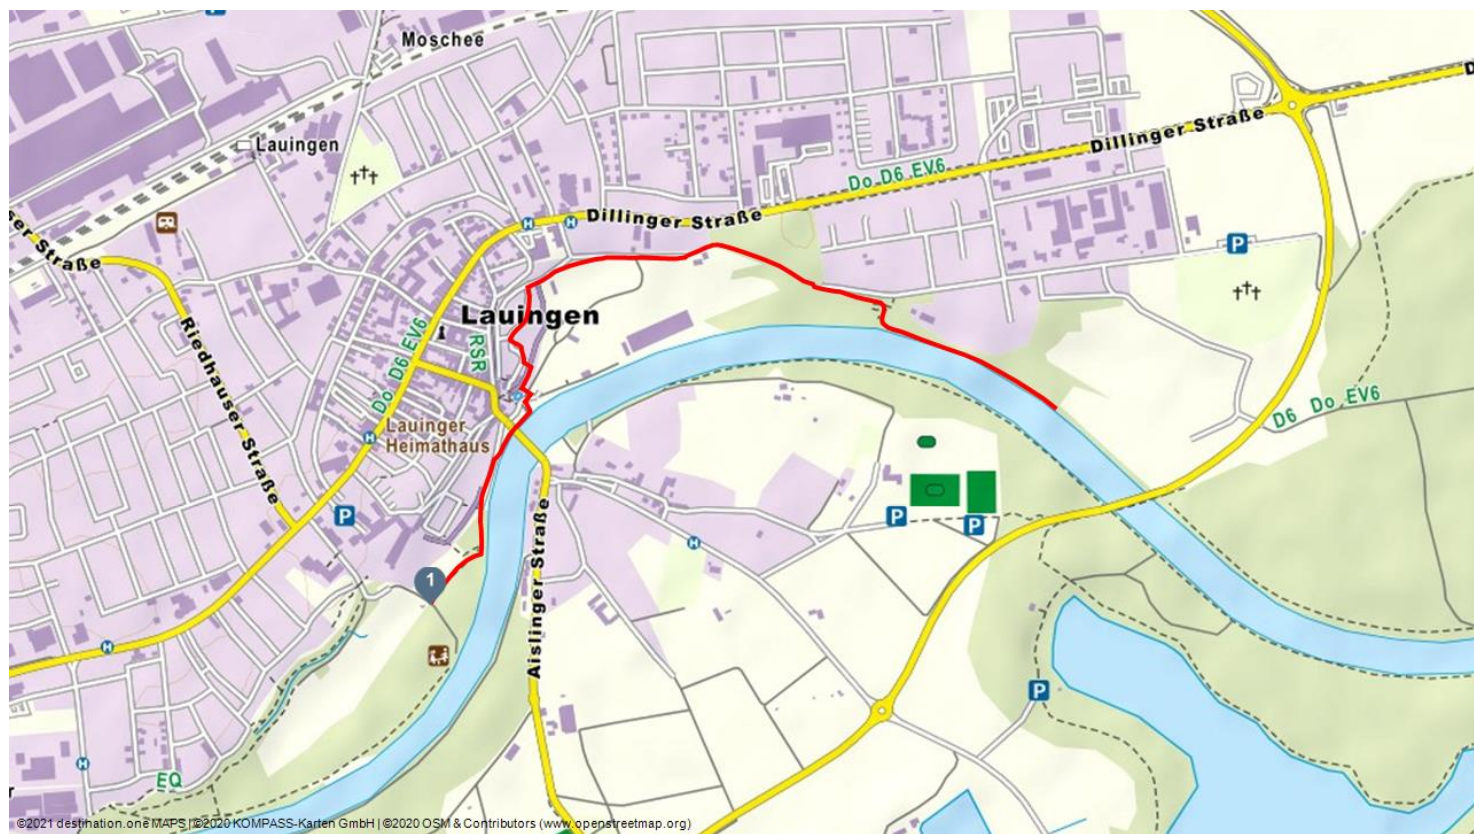 P
Moschee
D
Lauingen
Dillinger Straße
Do D6 EV6
H
H
Dillinger Straße
ser Straße
P
Lauingen
Riedhauser Straße
Do D6 EV6
RSR
D6 Do EV6
Lauinger
Heimathaus
H
P
P
P
H
Aislinger Straße
1
H
P
H
EQ
r
©2021 destination.one MAPS | ©2020 KOMPASS-Karten GmbH | ©2020 OSM & Contributors (www.openstreetmap.org)